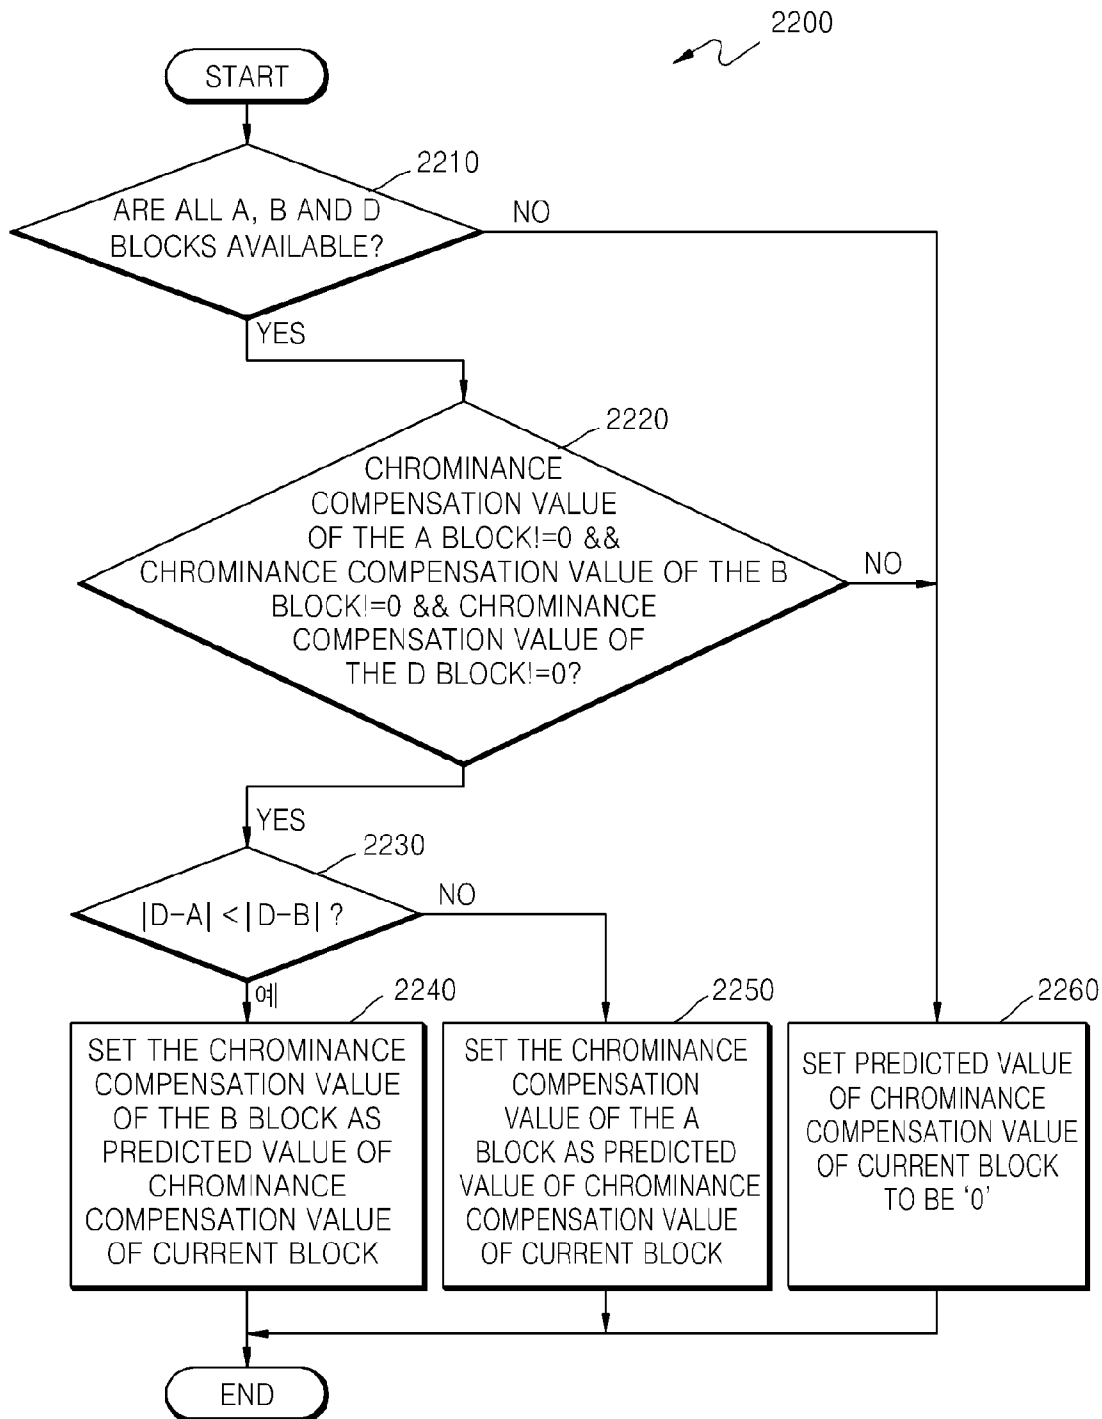 2200
START
2210
ARE ALL A, B AND D
BLOCKS AVAILABLE?
NO
YES
2220
CHROMINANCE
COMPENSATION VALUE
OF THE A BLOCK!=0 &&
CHROMINANCE COMPENSATION VALUE OF THE B
BLOCK!=0 && CHROMINANCE
COMPENSATION VALUE OF
THE D BLOCK!=0?
NO
YES
2230
|D-A| < |D-B| ?
NO
예
2240
SET THE CHROMINANCE
COMPENSATION VALUE
OF THE B BLOCK AS
PREDICTED VALUE OF
CHROMINANCE
COMPENSATION VALUE
OF CURRENT BLOCK
2250
SET THE CHROMINANCE
COMPENSATION
VALUE OF THE A
BLOCK AS PREDICTED
VALUE OF CHROMINANCE
COMPENSATION VALUE
OF CURRENT BLOCK
2260
SET PREDICTED VALUE
OF CHROMINANCE
COMPENSATION VALUE
OF CURRENT BLOCK
TO BE ‘0’
END